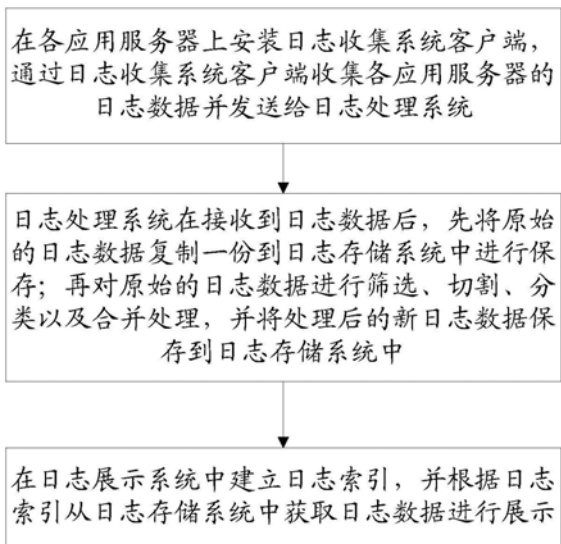 在各应用服务器上安装日志收集系统客户端，
通过日志收集系统客户端收集各应用服务器的
日志数据并发送给日志处理系统
日志处理系统在接收到日志数据后，先将原始
的日志数据复制一份到日志存储系统中进行保
存；再对原始的日志数据进行筛选、切割、分
类以及合并处理，并将处理后的新日志数据保
存到日志存储系统中
在日志展示系统中建立日志索引，并根据日志
索引从日志存储系统中获取日志数据进行展示